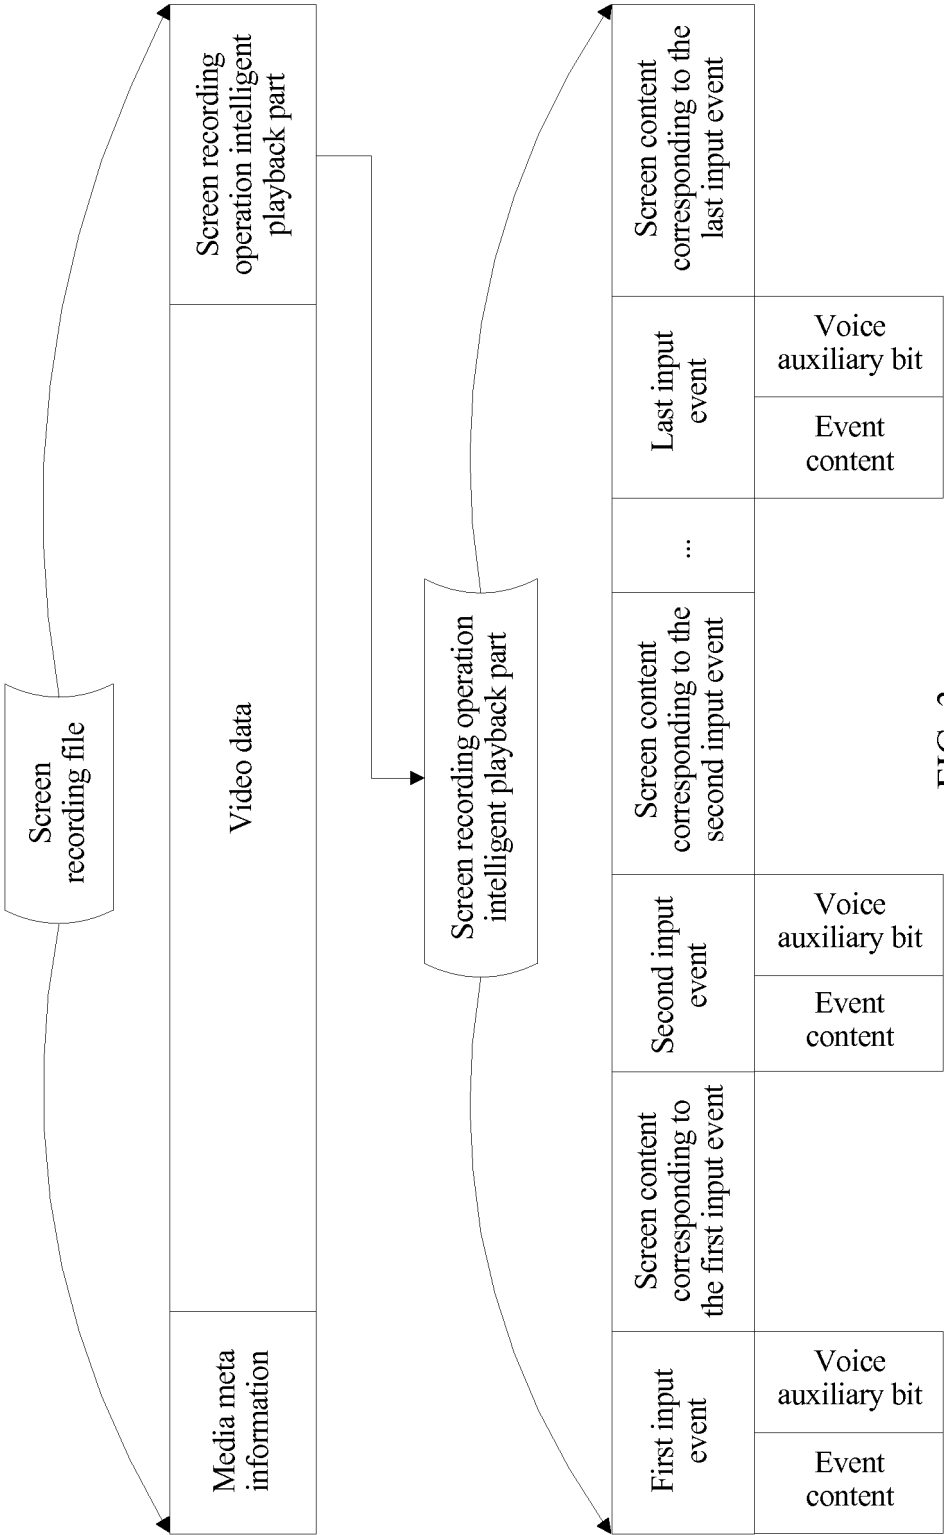 Screen
recording file
Media meta
information
Video data
Screen recording
operation intelligent
playback part
Screen recording operation
intelligent playback part
First input
event
Screen content
corresponding to
the first input event
Second input
event
Screen content
corresponding to the
second input event
...
Last input
event
Screen content
corresponding to the
last input event
Event
content
Voice
auxiliary bit
Event
content
Voice
auxiliary bit
Event
content
Voice
auxiliary bit